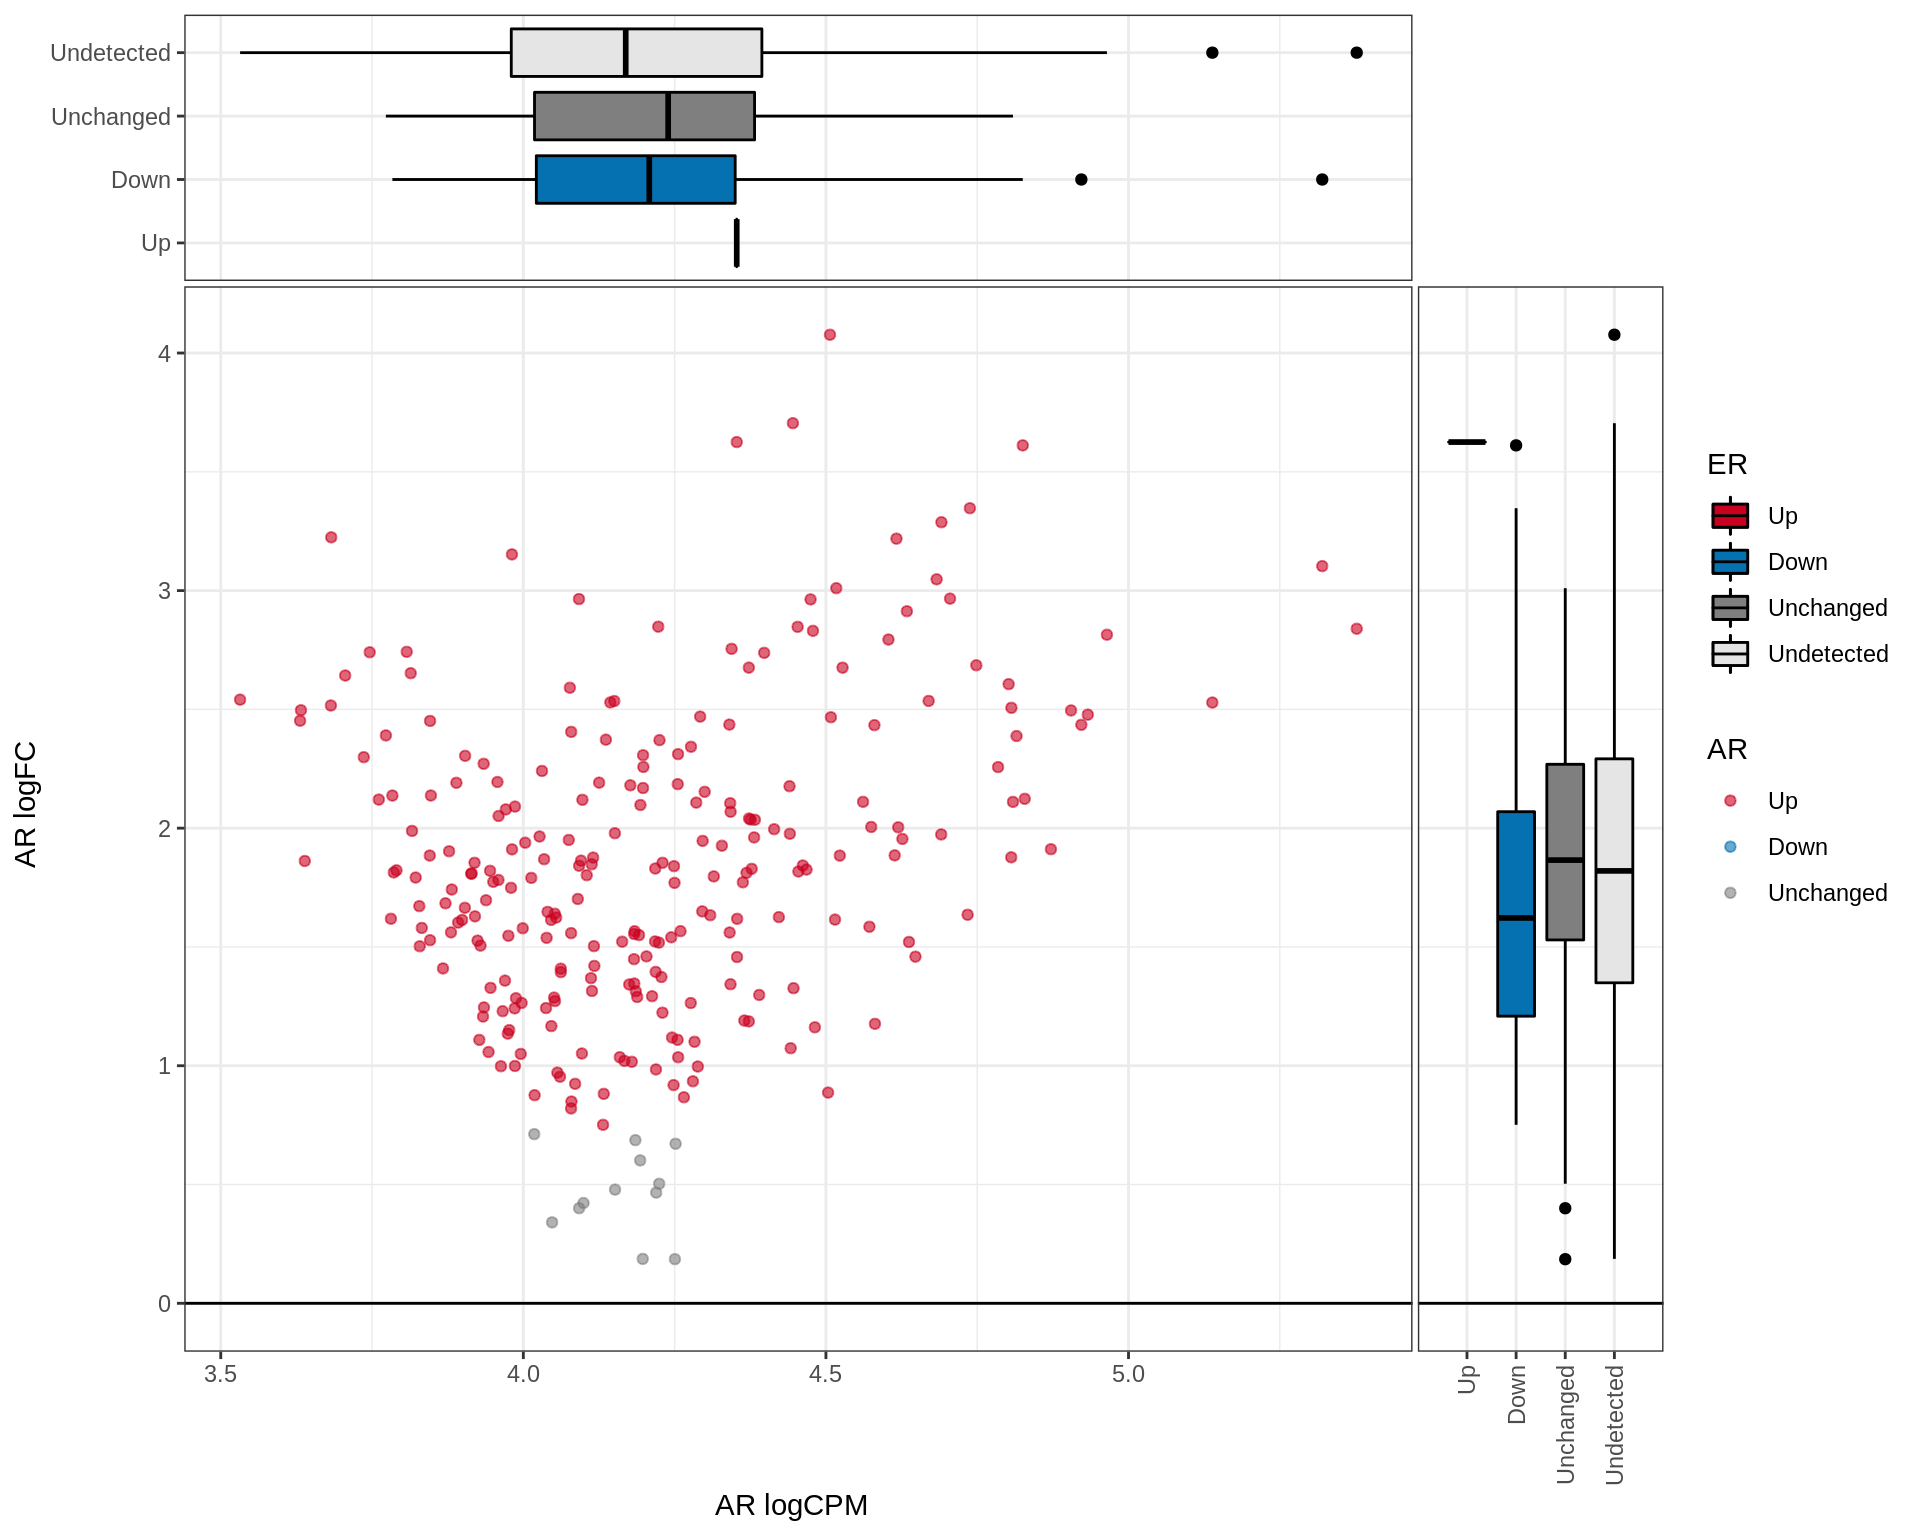 Undetected
Unchanged
Down
Up
4
3
2
1
0
AR logFC
3.5 4.0 4.5 5.0
AR logCPM
Up
Down
Unchanged
Undetected
ER
Up
Down
Unchanged
Undetected
AR
Up
Down
Unchanged